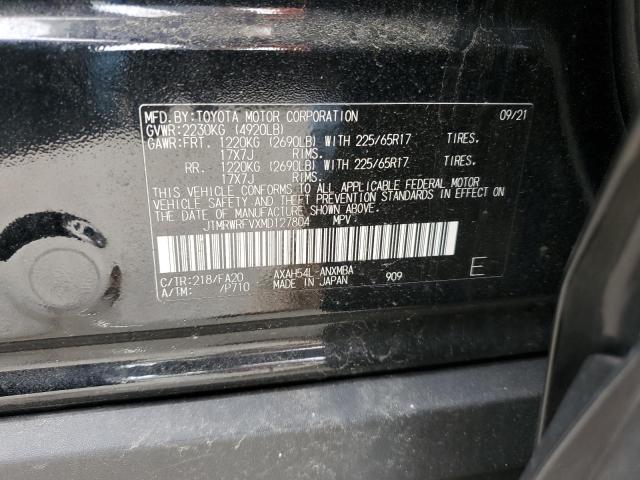 MFD. BY: TOYOTA MOTOR CORPORATION 09/21
GVWR: 2230KG (4920LB)
GAWR: FRT. 1220KG (2690LB) WITH 225/65R17 TIRES.
17X7J RIMS.
RR. 1220KG (2690LB) WITH 225/65R17 TIRES.
17X7J RIMS.
THIS VEHICLE CONFORMS TO ALL APPLICABLE FEDERAL MOTOR
VEHICLE SAFETY AND THEFT PREVENTION STANDARDS IN EFFECT ON
THE DATE OF MANUFACTURE SHOWN ABOVE.
JTMRWRFVXMD127804 MPV
C/TR: 218/FA20 AXAH54L-ANXMBA
A/TM: /P710 MADE IN JAPAN 909 E